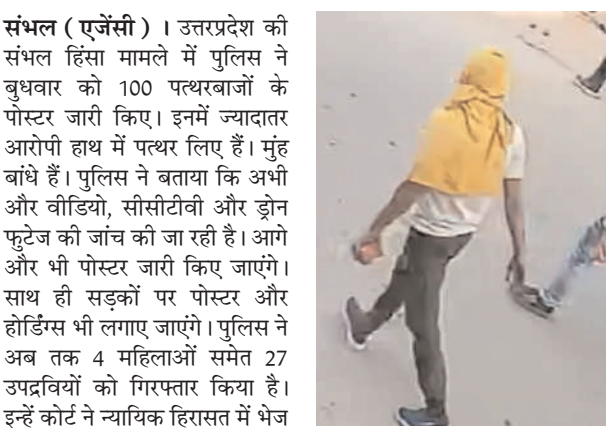 संभल ( एजेंसी ) । उत्तरप्रदेश की
संभल हिंसा मामले में पुलिस ने
बुधवार को 100 पत्थरबाजों के
पोस्टर जारी किए। इनमें ज्यादातर
आरोपी हाथ में पत्थर लिए हैं। मुंह
बांधे हैं। पुलिस ने बताया कि अभी
और वीडियो, सीसीटीवी और ड्रोन
फुटेज की जांच की जा रही है। आगे
और भी पोस्टर जारी किए जाएंगे।
साथ ही सड़कों पर पोस्टर और
होर्डिंग्स भी लगाए जाएंगे। पुलिस ने
अब तक 4 महिलाओं समेत 27
उपद्रवियों को गिरफ्तार किया है।
इन्हें कोर्ट ने न्यायिक हिरासत में भेज